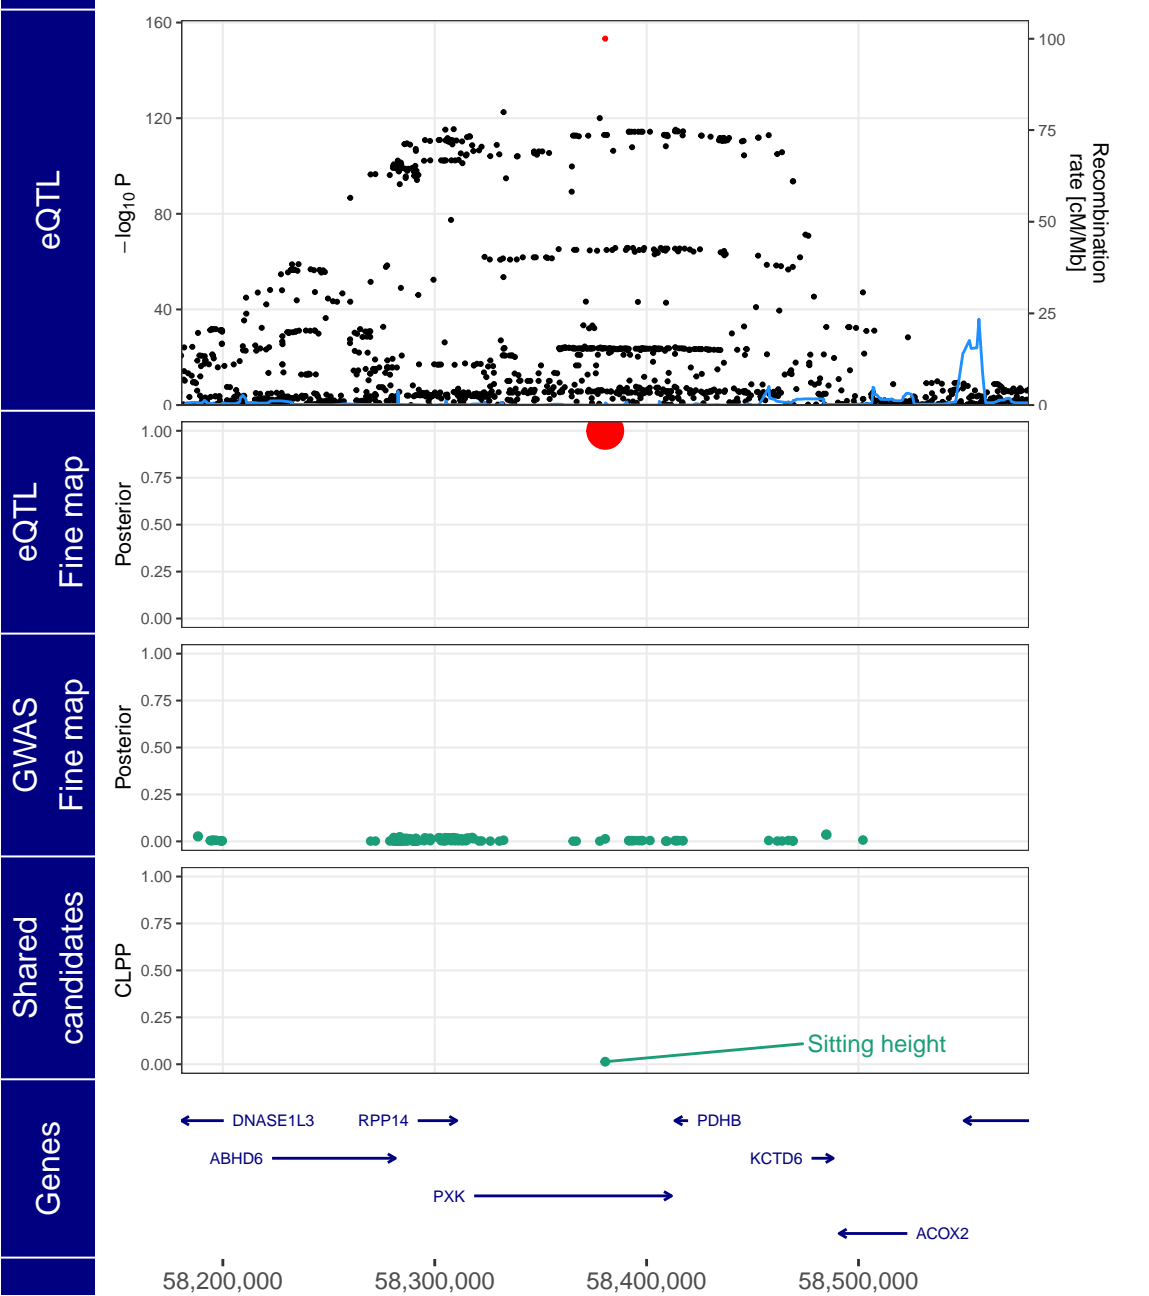 eQTL
−log10 P
160
120
80
40
0
100
75
50
25
0
Recombination
rate [cM/Mb]
eQTL
Fine map
Posterior
1.00
0.75
0.50
0.25
0.00
GWAS
Fine map
Posterior
1.00
0.75
0.50
0.25
0.00
Shared
candidates
CLPP
1.00
0.75
0.50
0.25
0.00
Sitting height
Genes
DNASE1L3
RPP14
PDHB
ABHD6
KCTD6
PXK
ACOX2
58,200,000
58,300,000
58,400,000
58,500,000